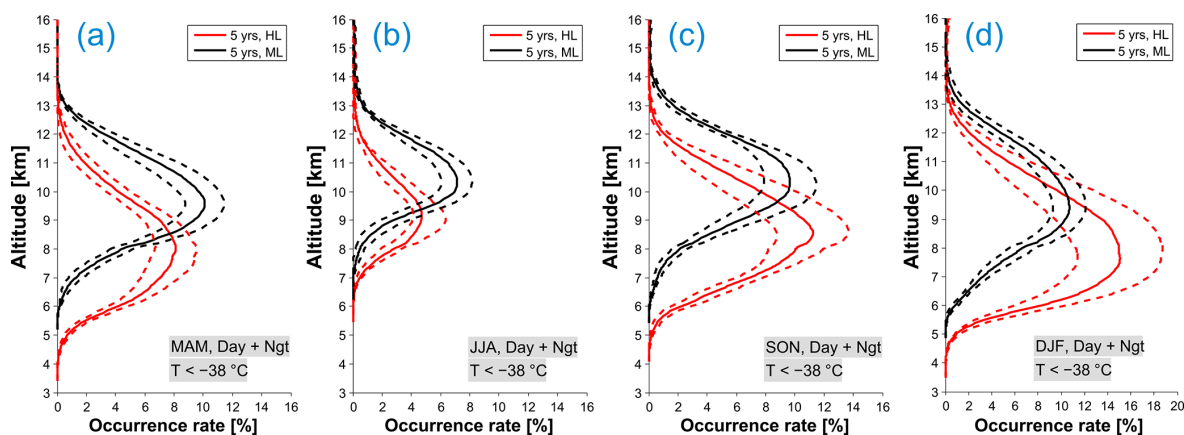 (a)
5 yrs, HL
5 yrs, ML
Altitude [km]
16
15
14
13
12
11
10
9
8
7
6
5
4
3
MAM, Day + Ngt
T < −38 °C
0 2 4 6 8 10 12 14 16
Occurrence rate [%]
(b)
5 yrs, HL
5 yrs, ML
Altitude [km]
16
15
14
13
12
11
10
9
8
7
6
5
4
3
JJA, Day + Ngt
T < −38 °C
0 2 4 6 8 10 12 14 16
Occurrence rate [%]
(c)
5 yrs, HL
5 yrs, ML
Altitude [km]
16
15
14
13
12
11
10
9
8
7
6
5
4
3
SON, Day + Ngt
T < −38 °C
0 2 4 6 8 10 12 14 16
Occurrence rate [%]
(d)
5 yrs, HL
5 yrs, ML
Altitude [km]
16
15
14
13
12
11
10
9
8
7
6
5
4
3
DJF, Day + Ngt
T < −38 °C
0 2 4 6 8 10 12 14 16 18 20
Occurrence rate [%]